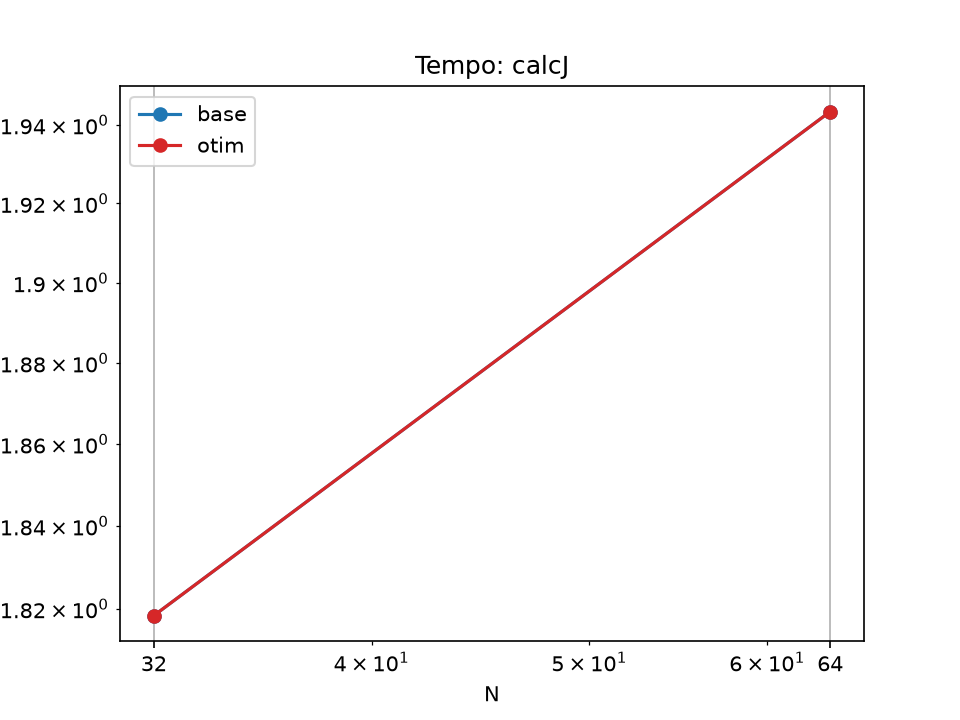 Tempo: calcJ
base
otim
1.94 × 10⁰
1.92 × 10⁰
1.9 × 10⁰
1.88 × 10⁰
1.86 × 10⁰
1.84 × 10⁰
1.82 × 10⁰
32 4 × 10¹ 5 × 10¹ 6 × 10¹ 64
N